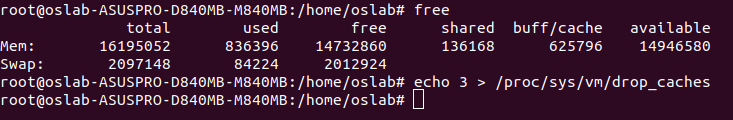 root@oslab-ASUSPRO-D840MB-M840MB:/home/oslab# free
              total        used        free      shared  buff/cache   available
Mem:       16195052      836396    14732860      136168      625796    14946580
Swap:       2097148       84224     2012924
root@oslab-ASUSPRO-D840MB-M840MB:/home/oslab# echo 3 > /proc/sys/vm/drop_caches
root@oslab-ASUSPRO-D840MB-M840MB:/home/oslab#